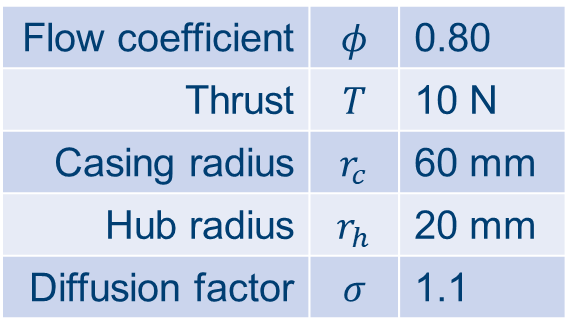 Flow coefficient ϕ 0.80
Thrust T 10 N
Casing radius r_c 60 mm
Hub radius r_h 20 mm
Diffusion factor σ 1.1